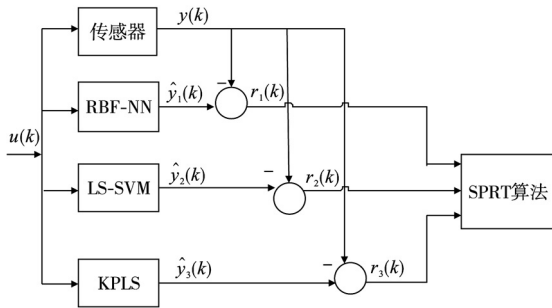 传感器
y(k)
−
RBF-NN
ŷ₁(k)
r₁(k)
u(k)
−
LS-SVM
ŷ₂(k)
r₂(k)
SPRT算法
−
KPLS
ŷ₃(k)
r₃(k)